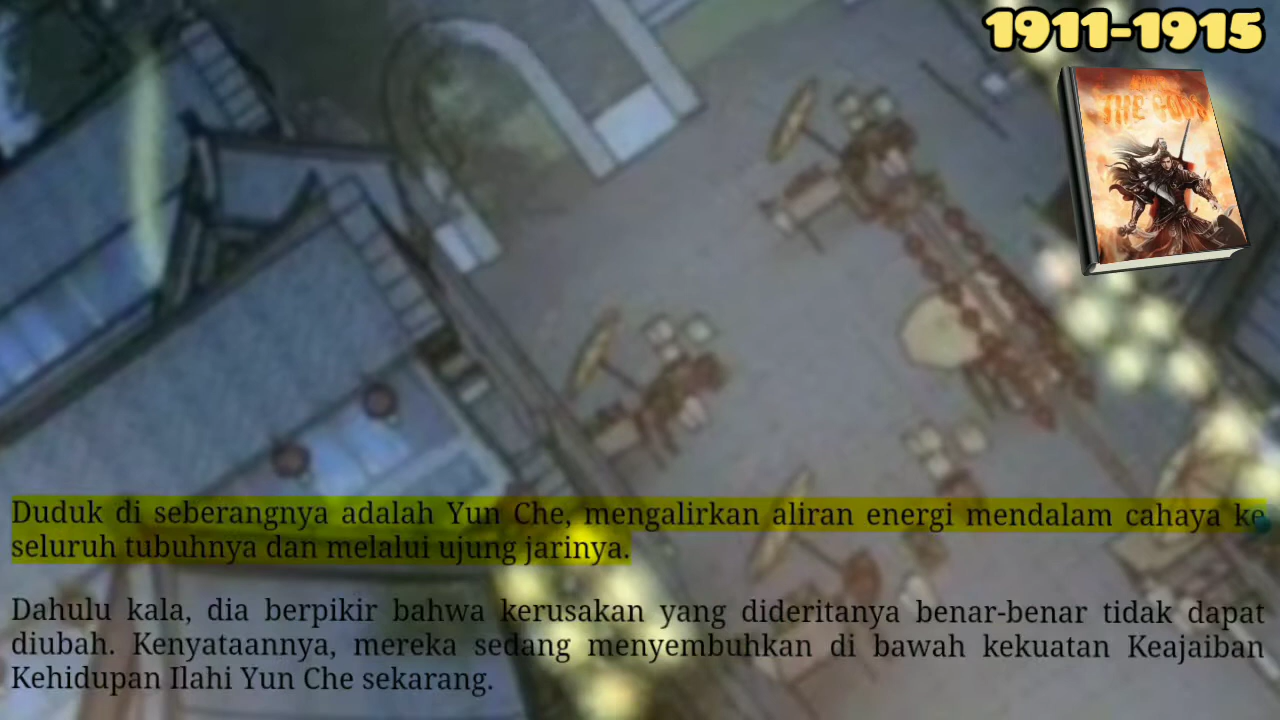 1911-1915
THE GODS
Duduk di seberangnya adalah Yun Che, mengalirkan aliran energi mendalam cahaya ke
seluruh tubuhnya dan melalui ujung jarinya.
Dahulu kala, dia berpikir bahwa kerusakan yang dideritanya benar-benar tidak dapat
diubah. Kenyataannya, mereka sedang menyembuhkan di bawah kekuatan Keajaiban
Kehidupan Ilahi Yun Che sekarang.